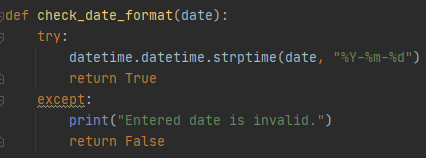 def check_date_format(date):
    try:
        datetime.datetime.strptime(date, "%Y-%m-%d")
        return True
    except:
        print("Entered date is invalid.")
        return False